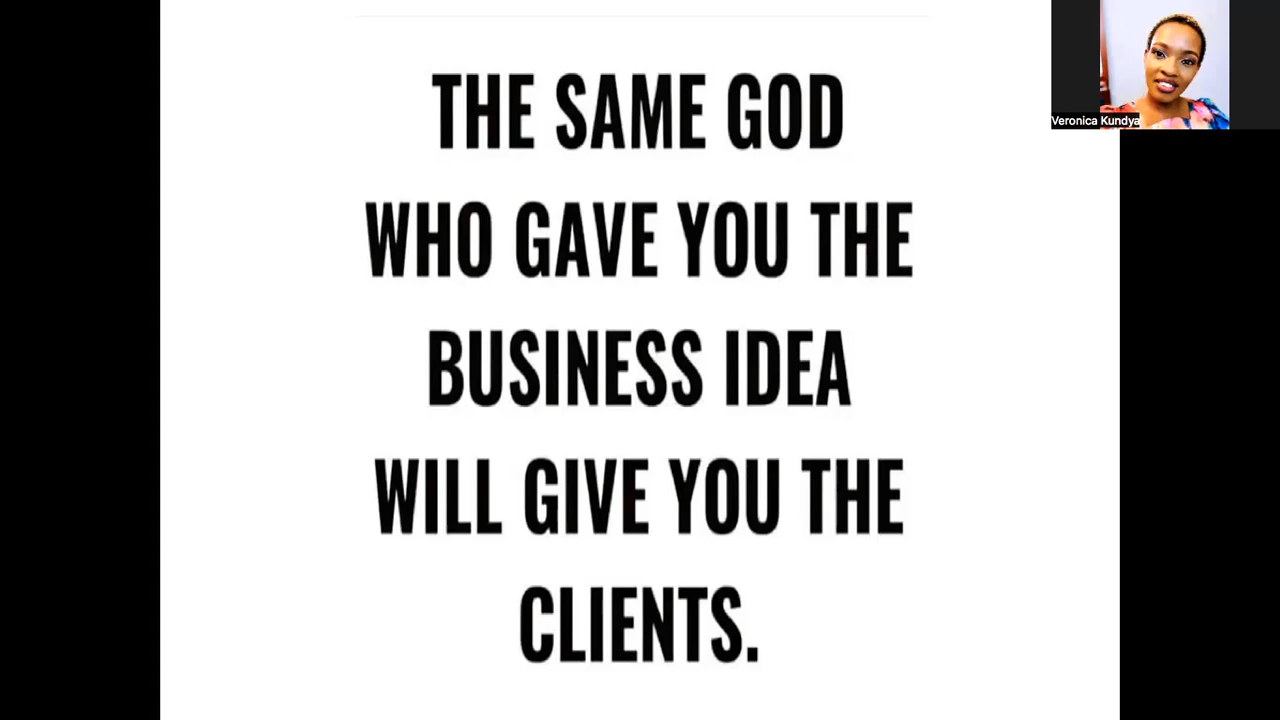 THE SAME GOD
WHO GAVE YOU THE
BUSINESS IDEA
WILL GIVE YOU THE
CLIENTS.
Veronica Kundya